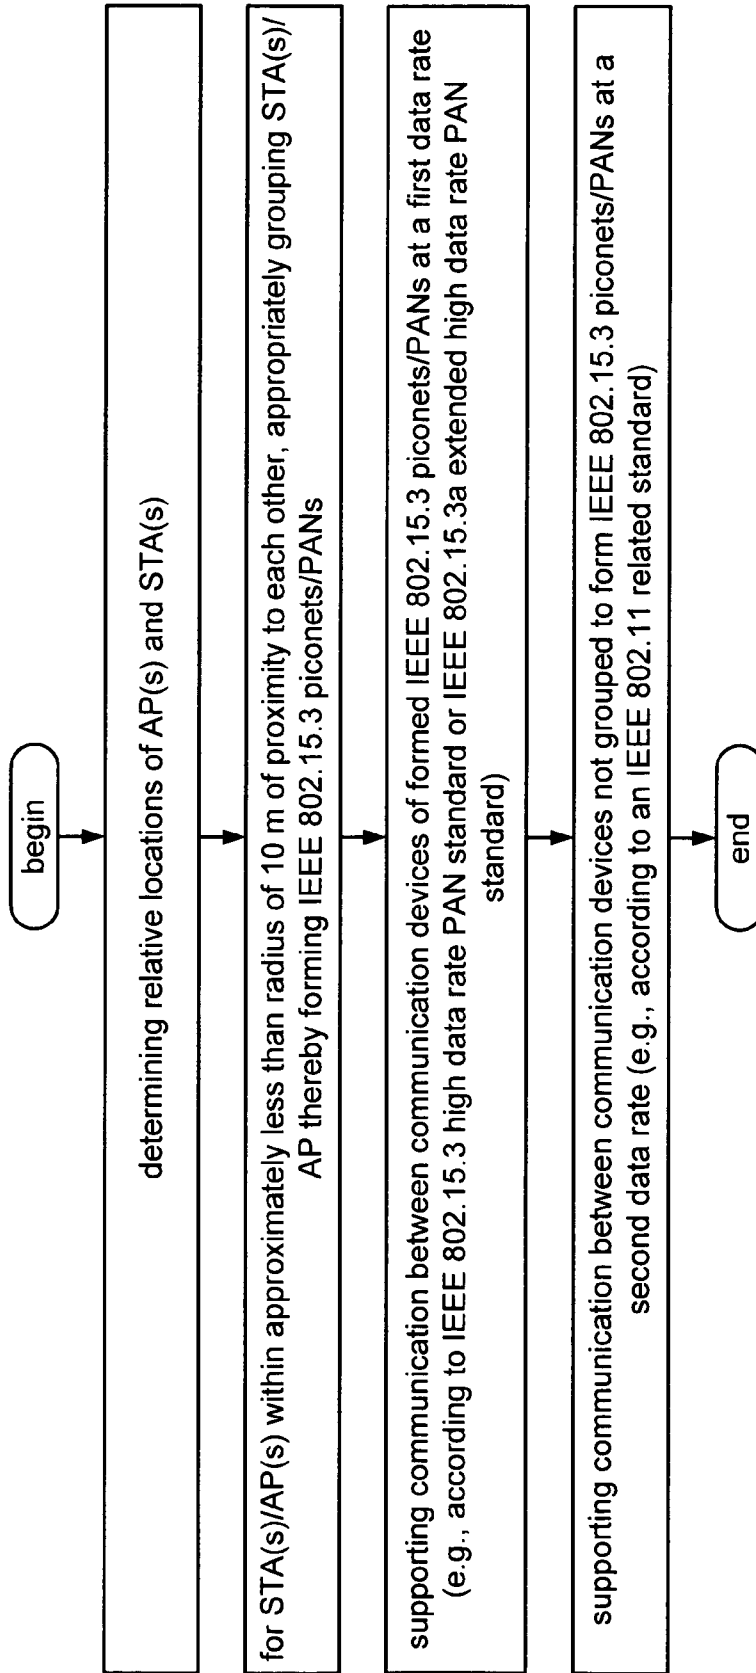 begin
determining relative locations of AP(s) and STA(s)
for STA(s)/AP(s) within approximately less than radius of 10 m of proximity to each other, appropriately grouping STA(s)/
AP thereby forming IEEE 802.15.3 piconets/PANs
supporting communication between communication devices of formed IEEE 802.15.3 piconets/PANs at a first data rate
(e.g., according to IEEE 802.15.3 high data rate PAN standard or IEEE 802.15.3a extended high data rate PAN
standard)
supporting communication between communication devices not grouped to form IEEE 802.15.3 piconets/PANs at a
second data rate (e.g., according to an IEEE 802.11 related standard)
end